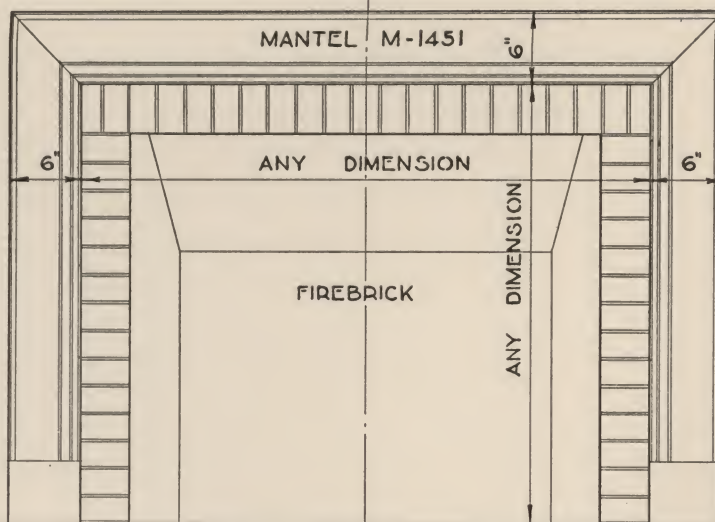 MANTEL M-1451
6"
6"
ANY DIMENSION
6"
ANY DIMENSION
FIREBRICK